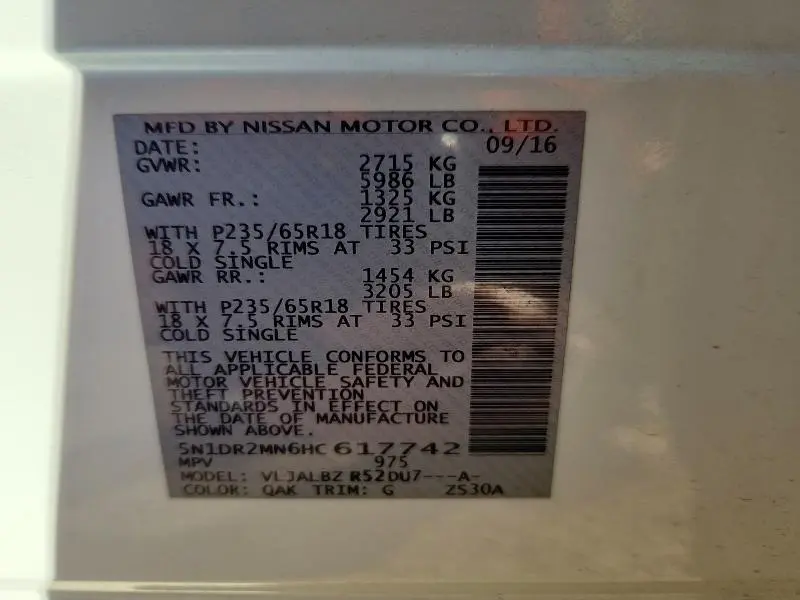 MFD BY NISSAN MOTOR CO., LTD.
DATE: 09/16
GVWR: 2715 KG
5986 LB
GAWR FR.: 1325 KG
2921 LB
WITH P235/65R18 TIRES
18 X 7.5 RIMS AT 33 PSI
COLD SINGLE
GAWR RR.: 1454 KG
3205 LB
WITH P235/65R18 TIRES
18 X 7.5 RIMS AT 33 PSI
COLD SINGLE
THIS VEHICLE CONFORMS TO
ALL APPLICABLE FEDERAL
MOTOR VEHICLE SAFETY AND
THEFT PREVENTION
STANDARDS IN EFFECT ON
THE DATE OF MANUFACTURE
SHOWN ABOVE.
5N1DR2MN6HC 617742
MPV 975
MODEL: VLJALBZ R52DU7---A-
COLOR: QAK TRIM: G ZS30A